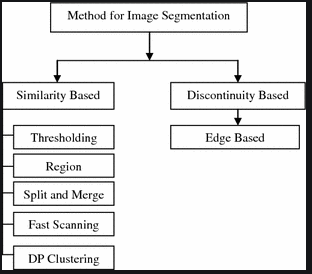 Method for Image Segmentation
Similarity Based
Discontinuity Based
Thresholding
Edge Based
Region
Split and Merge
Fast Scanning
DP Clustering